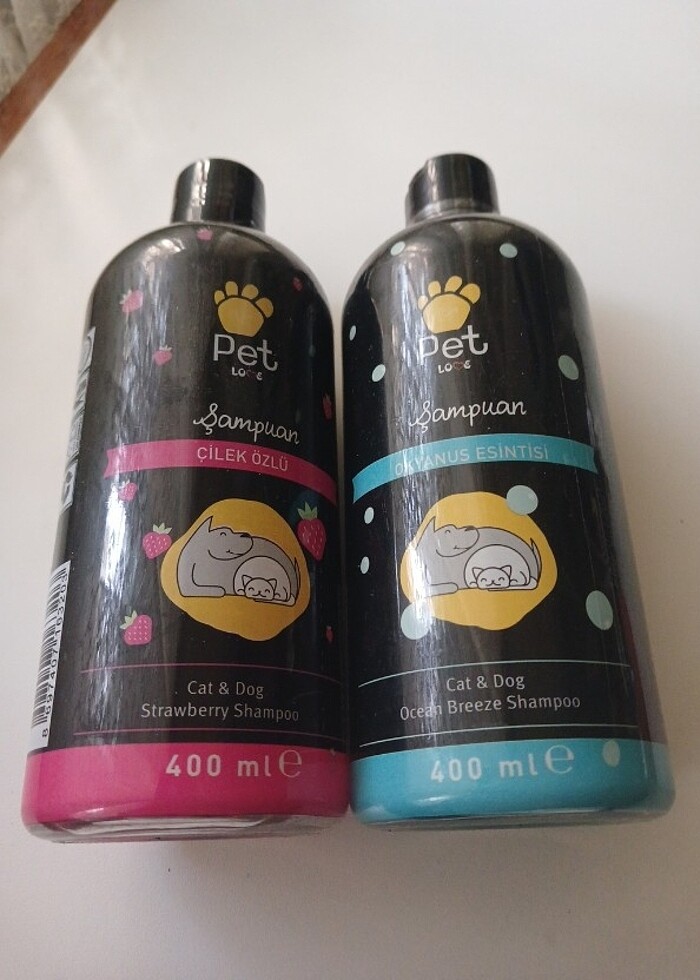 Pet
LOVE
Şampuan
ÇİLEK ÖZLÜ
Cat & Dog
Strawberry Shampoo
400 ml e
Pet
LOVE
Şampuan
OKYANUS ESİNTİSİ
Cat & Dog
Ocean Breeze Shampoo
400 ml e